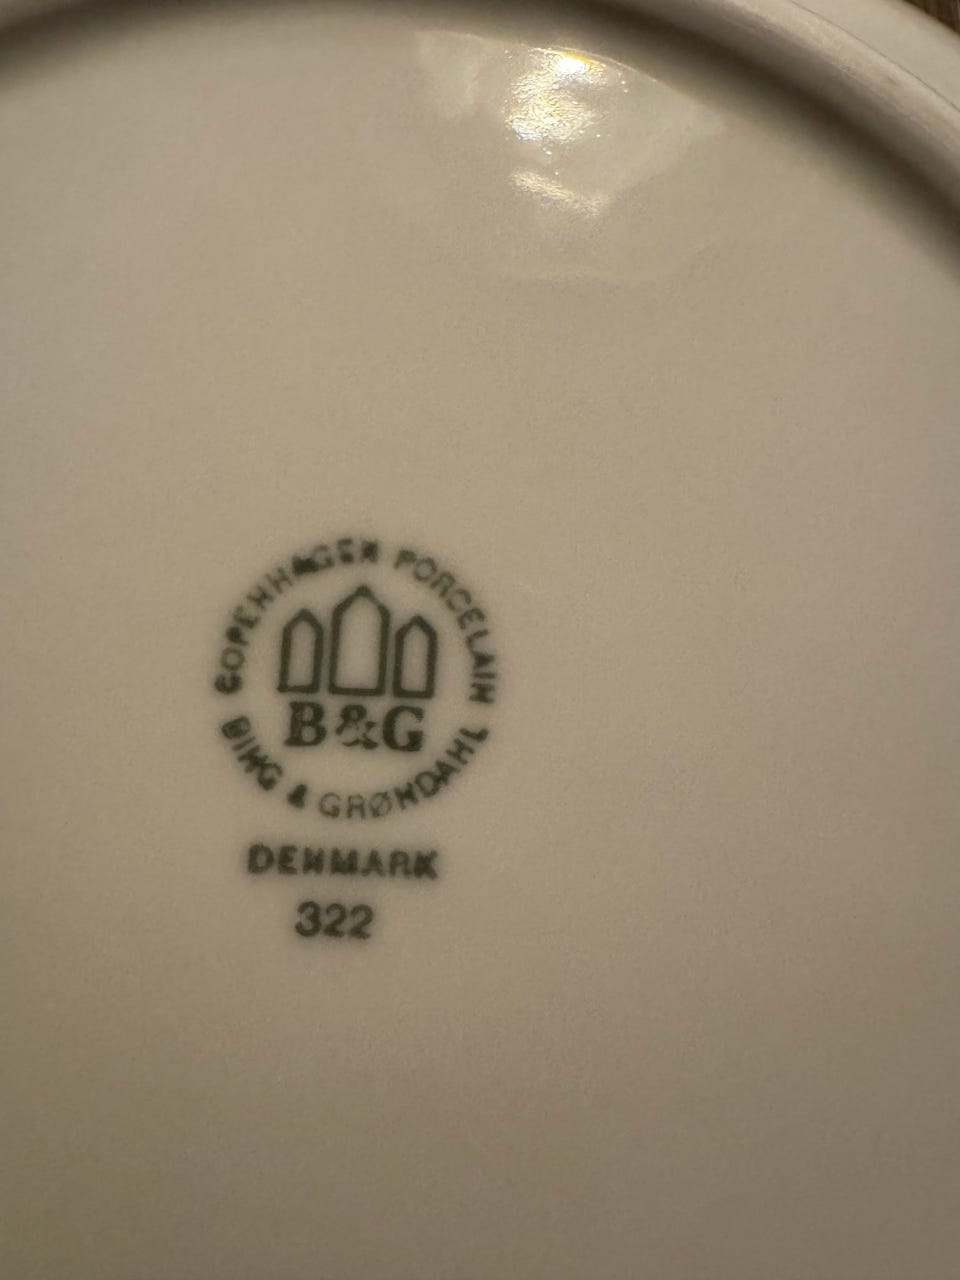 COPENHAGEN PORCELAIN
B&G
BING & GRØNDAHL
DENMARK
322